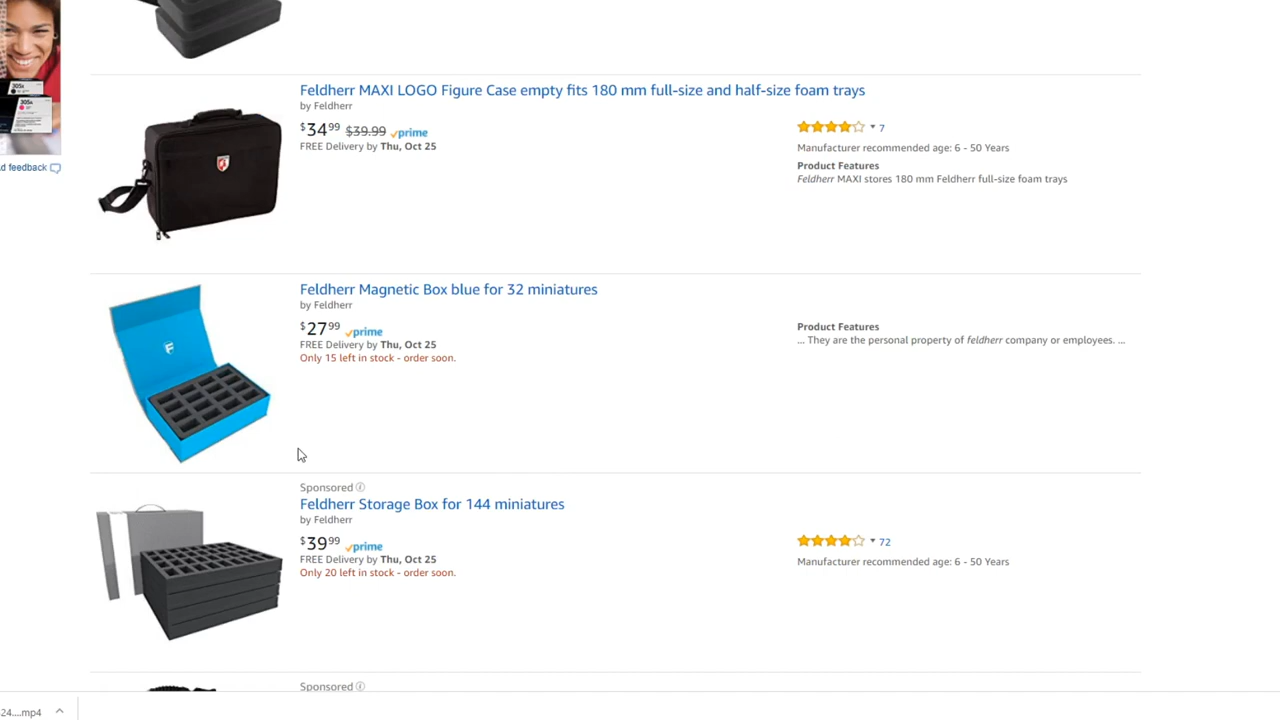 305A
305A
d feedback
Feldherr MAXI LOGO Figure Case empty fits 180 mm full-size and half-size foam trays
by Feldherr
$34 99 $39.99 prime
FREE Delivery by Thu, Oct 25
7
Manufacturer recommended age: 6 - 50 Years
Product Features
Feldherr MAXI stores 180 mm Feldherr full-size foam trays
Feldherr Magnetic Box blue for 32 miniatures
by Feldherr
$27 99 prime
FREE Delivery by Thu, Oct 25
Only 15 left in stock - order soon.
Product Features
... They are the personal property of feldherr company or employees. ...
F
Sponsored
Feldherr Storage Box for 144 miniatures
by Feldherr
$39 99 prime
FREE Delivery by Thu, Oct 25
Only 20 left in stock - order soon.
72
Manufacturer recommended age: 6 - 50 Years
Sponsored
24....mp4